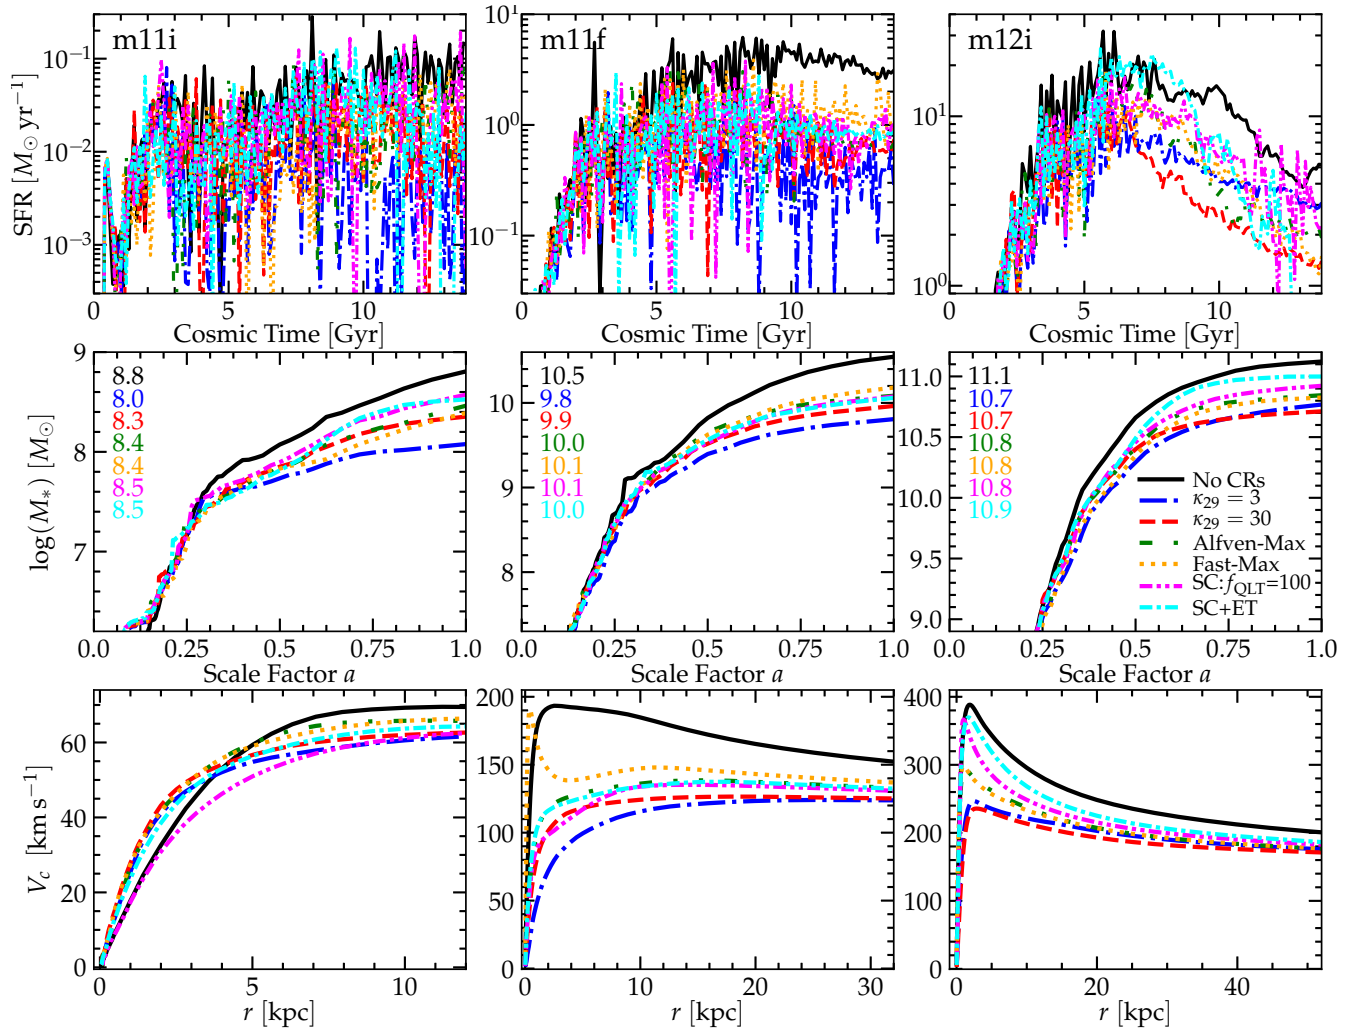 m11i
m11f
m12i
SFR [M⊙ yr⁻¹]
10⁻¹
10⁻²
10⁻³
10¹
10⁰
10⁻¹
10¹
10⁰
0 5 10
0 5 10
0 5 10
Cosmic Time [Gyr]
Cosmic Time [Gyr]
Cosmic Time [Gyr]
log(M*) [M⊙]
9
8
7
8.8
8.0
8.3
8.4
8.4
8.5
8.5
10
9
8
10.5
9.8
9.9
10.0
10.1
10.1
10.0
11.0
10.5
10.0
9.5
9.0
11.1
10.7
10.7
10.8
10.8
10.8
10.9
No CRs
κ₂₉ = 3
κ₂₉ = 30
Alfven-Max
Fast-Max
SC:f_QLT=100
SC+ET
0.0 0.25 0.5 0.75 1.0
0.0 0.25 0.5 0.75 1.0
0.0 0.25 0.5 0.75 1.0
Scale Factor a
Scale Factor a
Scale Factor a
V_c [km s⁻¹]
60
40
20
0
200
150
100
50
0
400
300
200
100
0
0 5 10
0 10 20 30
0 20 40
r [kpc]
r [kpc]
r [kpc]